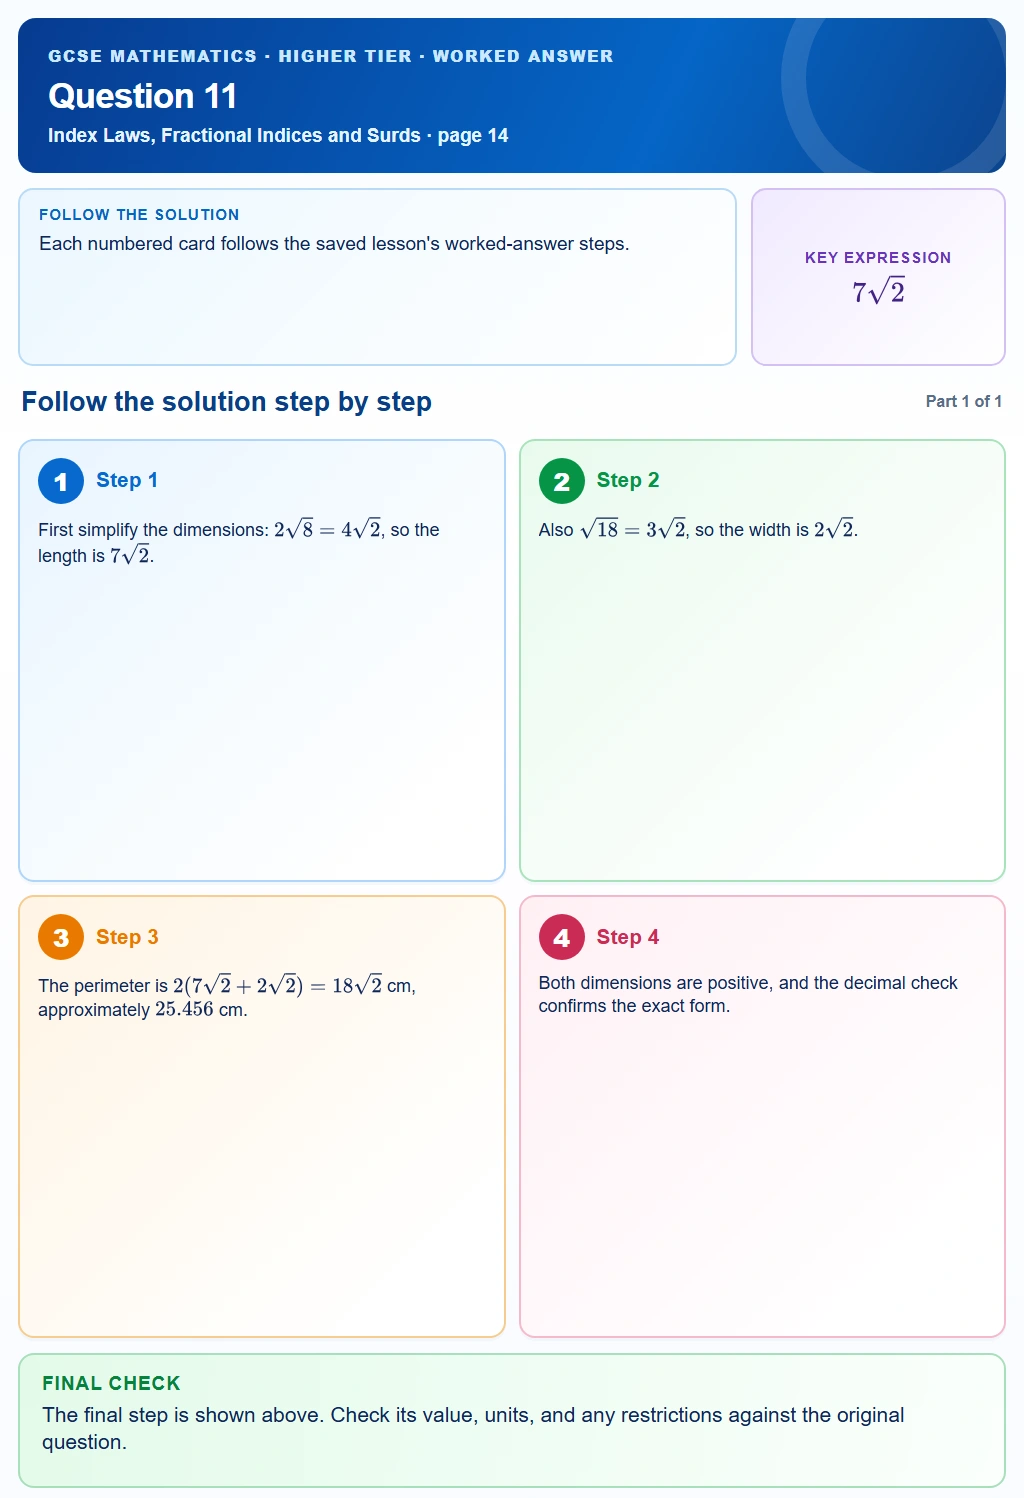 GCSE MATHEMATICS · HIGHER TIER · WORKED ANSWER
Question 11
Index Laws, Fractional Indices and Surds · page 14
FOLLOW THE SOLUTION
Each numbered card follows the saved lesson's worked-answer steps.
KEY EXPRESSION
7√2
Follow the solution step by step
Part 1 of 1
1 Step 1
First simplify the dimensions: 2√8 = 4√2, so the
length is 7√2.
2 Step 2
Also √18 = 3√2, so the width is 2√2.
3 Step 3
The perimeter is 2(7√2 + 2√2) = 18√2 cm,
approximately 25.456 cm.
4 Step 4
Both dimensions are positive, and the decimal check
confirms the exact form.
FINAL CHECK
The final step is shown above. Check its value, units, and any restrictions against the original
question.